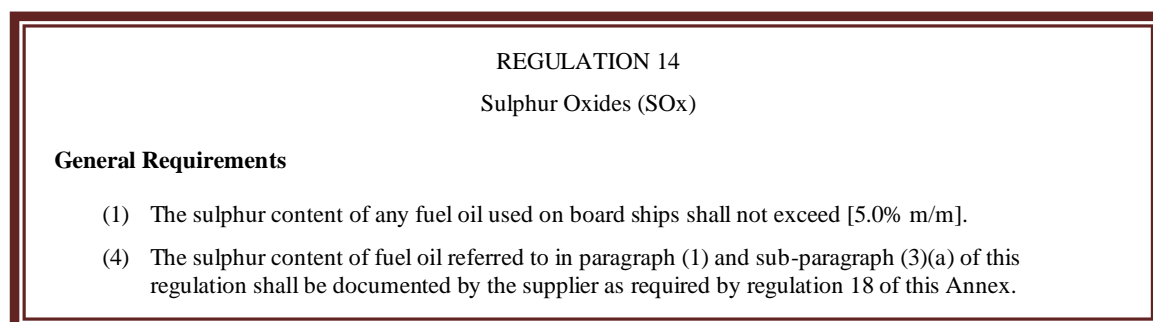 REGULATION 14
Sulphur Oxides (SOx)
General Requirements
(1) The sulphur content of any fuel oil used on board ships shall not exceed [5.0% m/m].
(4) The sulphur content of fuel oil referred to in paragraph (1) and sub-paragraph (3)(a) of this
regulation shall be documented by the supplier as required by regulation 18 of this Annex.